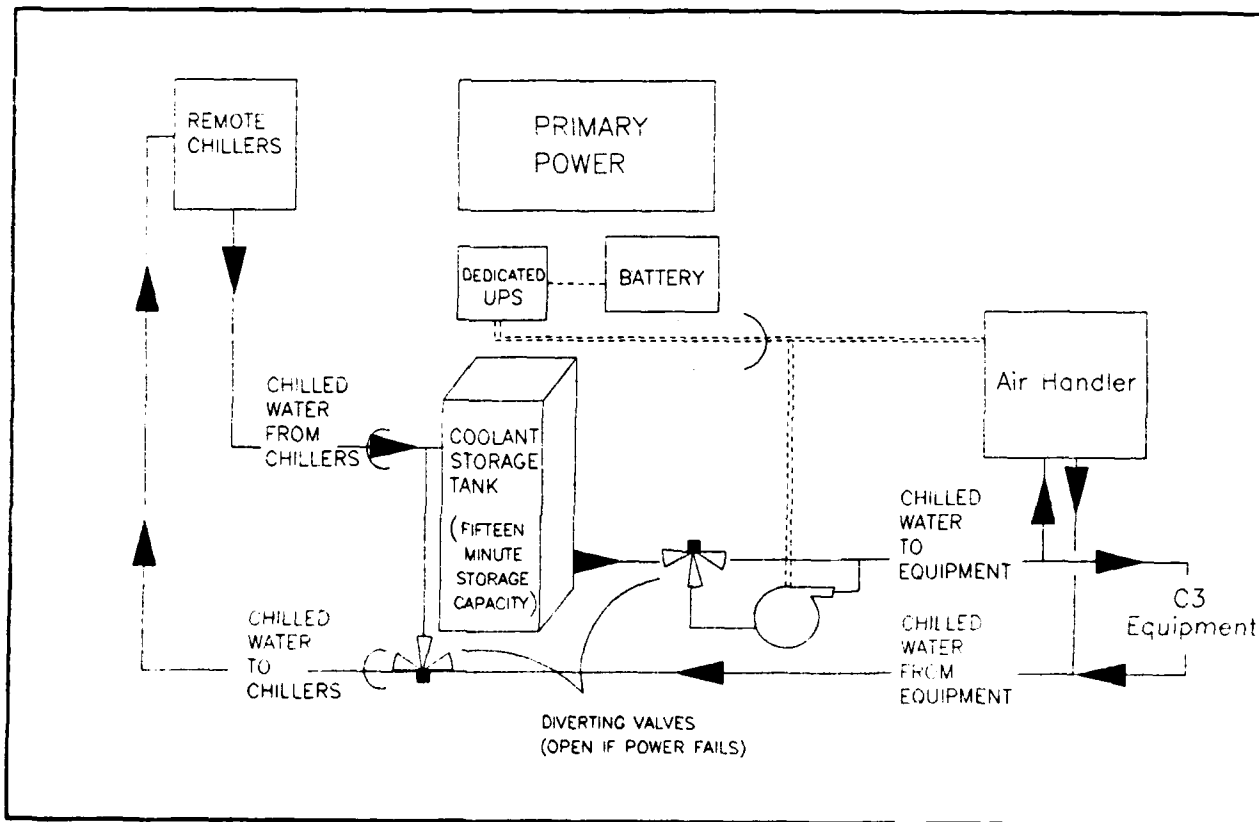 REMOTE
CHILLERS
PRIMARY
POWER
DEDICATED
UPS
BATTERY
Air Handler
CHILLED
WATER
FROM
CHILLERS
COOLANT
STORAGE
TANK
(FIFTEEN
MINUTE
STORAGE
CAPACITY)
CHILLED
WATER
TO
EQUIPMENT
C3
Equipment
CHILLED
WATER
TO
CHILLERS
CHILLED
WATER
FROM
EQUIPMENT
DIVERTING VALVES
(OPEN IF POWER FAILS)